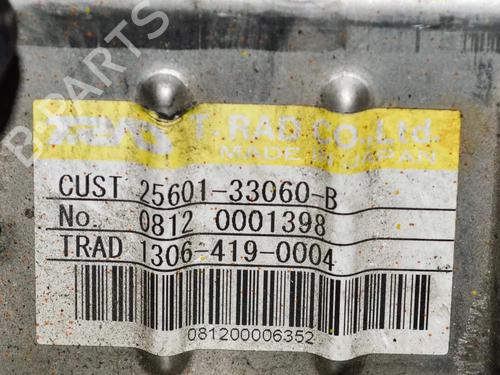 B-PARTS
T.RAD CO.,Ltd.
MADE IN JAPAN
CUST 25601-33060-B
No. 0812 0001398
TRAD 1306-419-0004
081200006352